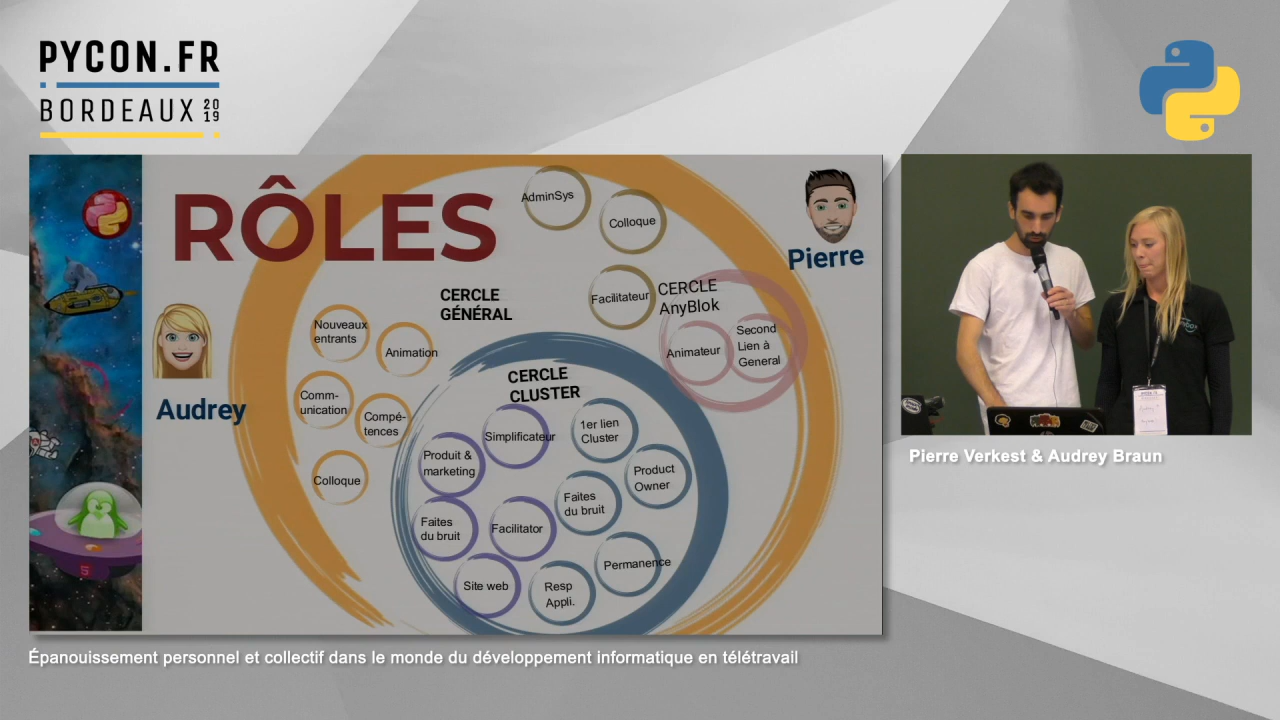 PYCON.FR
BORDEAUX 2019
RÔLES
AdminSys
Colloque
Pierre
Facilitateur
CERCLE
AnyBlok
CERCLE
GÉNÉRAL
Nouveaux
entrants
Animation
Animateur
Second
Lien à
General
Audrey
Comm-
unication
Compé-
tences
Colloque
CERCLE
CLUSTER
Simplificateur
1er lien
Cluster
Produit &
marketing
Product
Owner
Faites
du bruit
Faites
du bruit
Facilitator
Permanence
Site web
Resp
Appli.
Pierre Verkest & Audrey Braun
Épanouissement personnel et collectif dans le monde du développement informatique en télétravail